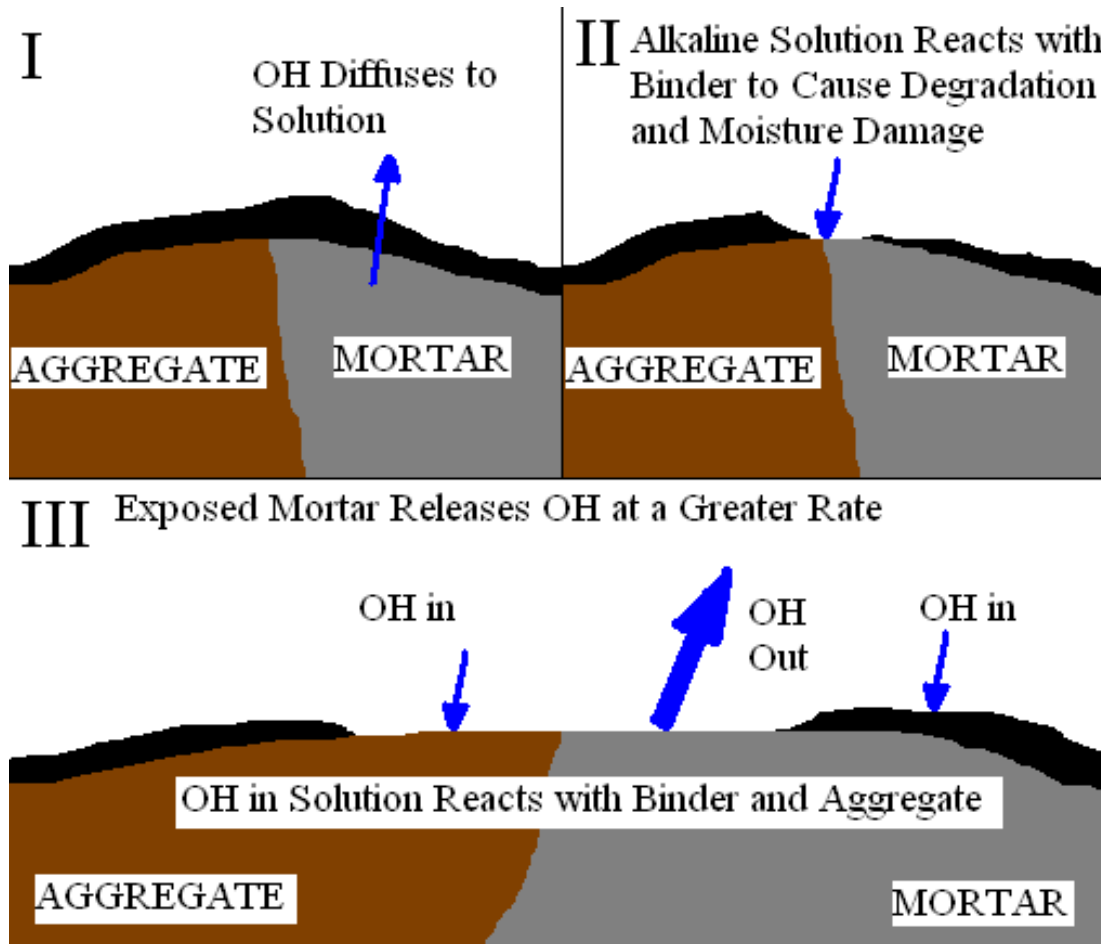 I
OH Diffuses to
Solution
AGGREGATE
MORTAR
II
Alkaline Solution Reacts with
Binder to Cause Degradation
and Moisture Damage
AGGREGATE
MORTAR
III
Exposed Mortar Releases OH at a Greater Rate
OH in
OH
Out
OH in
OH in Solution Reacts with Binder and Aggregate
AGGREGATE
MORTAR